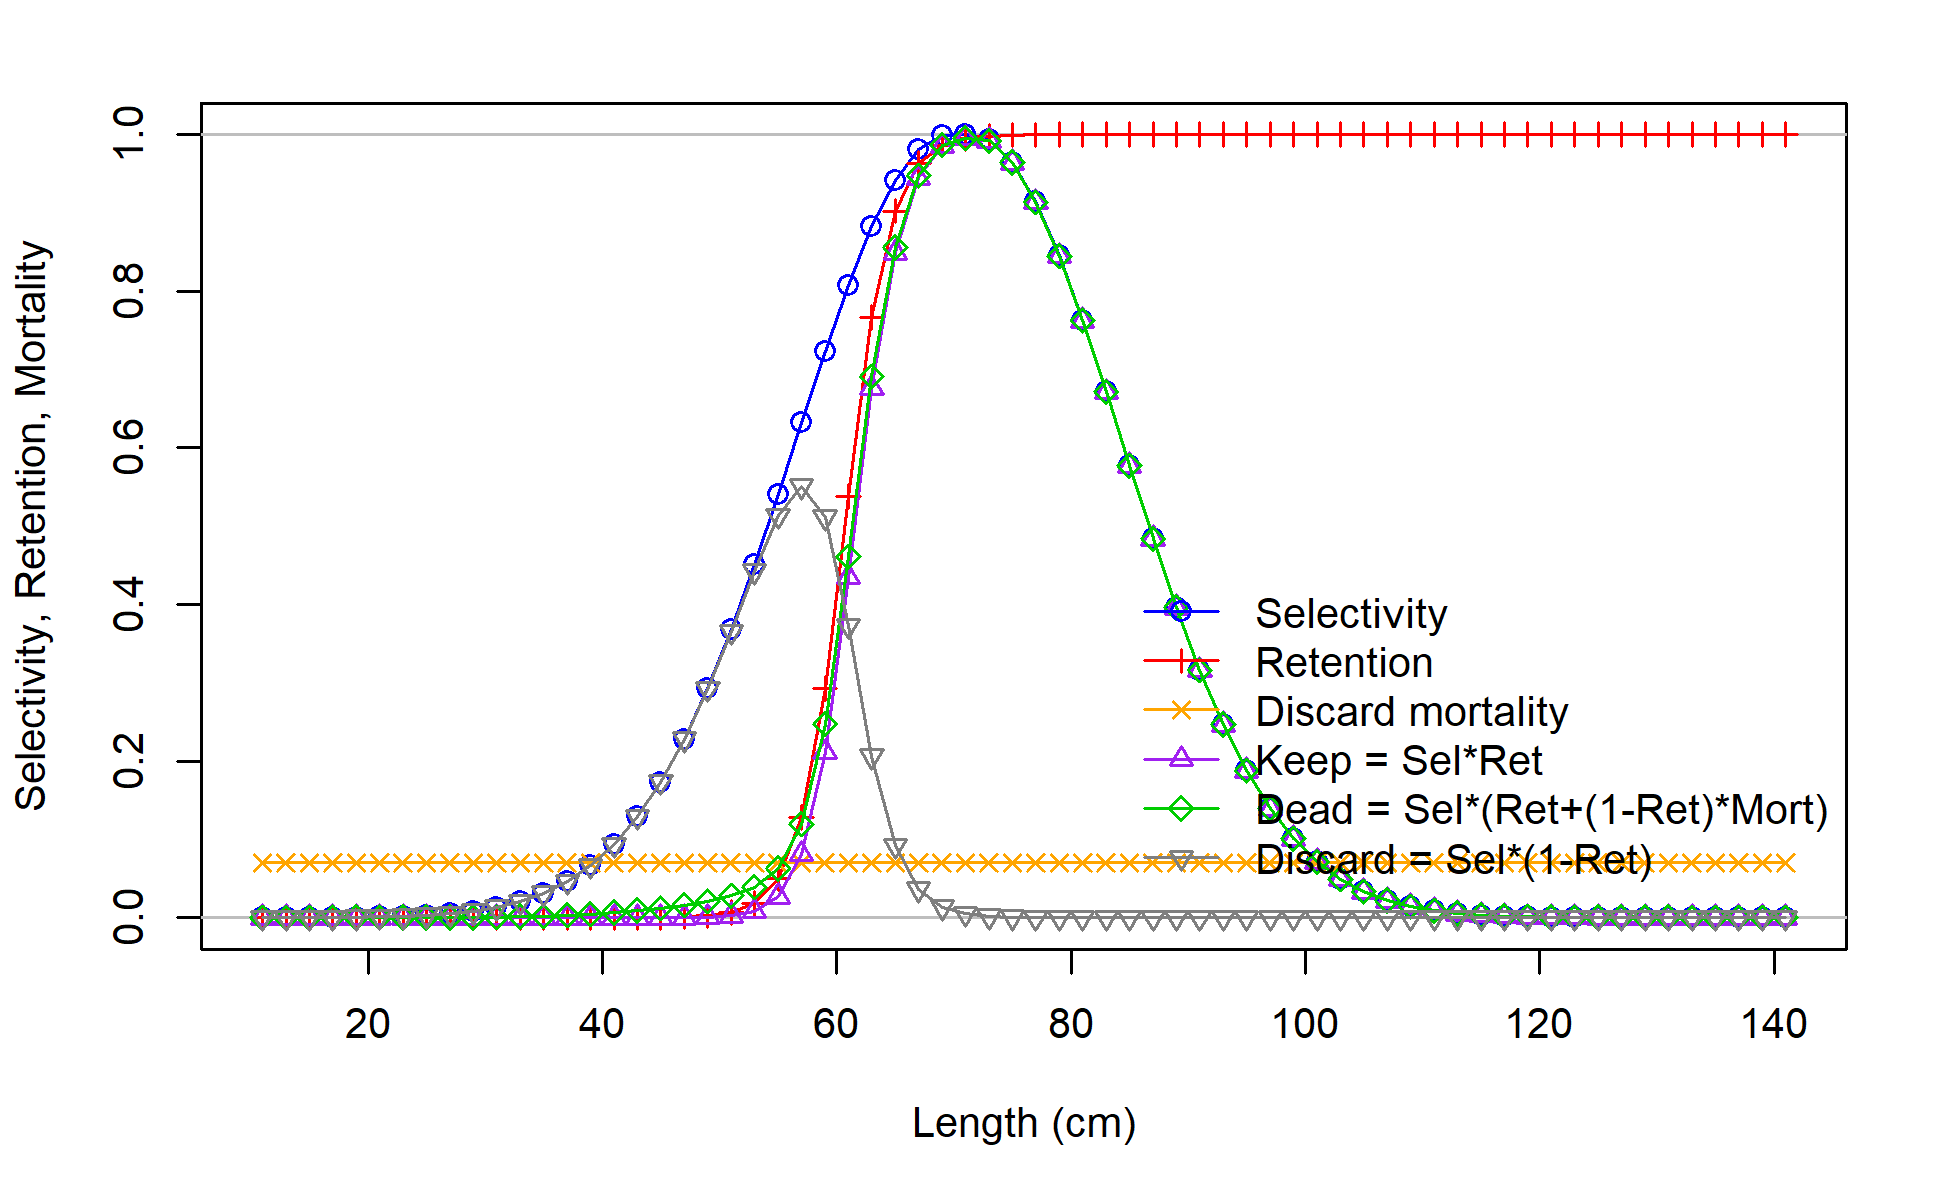 Selectivity, Retention, Mortality
1.0
0.8
0.6
0.4
0.2
0.0
Selectivity
Retention
Discard mortality
Keep = Sel*Ret
Dead = Sel*(Ret+(1-Ret)*Mort)
Discard = Sel*(1-Ret)
20 40 60 80 100 120 140
Length (cm)